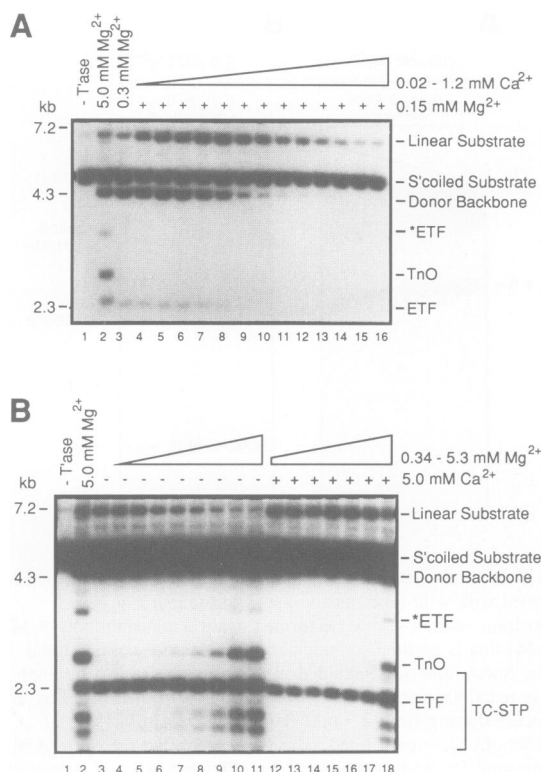 A
- T'ase
5.0 mM Mg2+
0.3 mM Mg2+
0.02 - 1.2 mM Ca2+
+ + + + + + + + + + + + + 0.15 mM Mg2+
kb
7.2
4.3
2.3
Linear Substrate
S'coiled Substrate
Donor Backbone
*ETF
TnO
ETF
1 2 3 4 5 6 7 8 9 10 11 12 13 14 15 16
B
- T'ase
5.0 mM Mg2+
0.34 - 5.3 mM Mg2+
- - - - - - - - - + + + + + + + 5.0 mM Ca2+
kb
7.2
4.3
2.3
Linear Substrate
S'coiled Substrate
Donor Backbone
*ETF
TnO
ETF
TC-STP
1 2 3 4 5 6 7 8 9 10 11 12 13 14 15 16 17 18